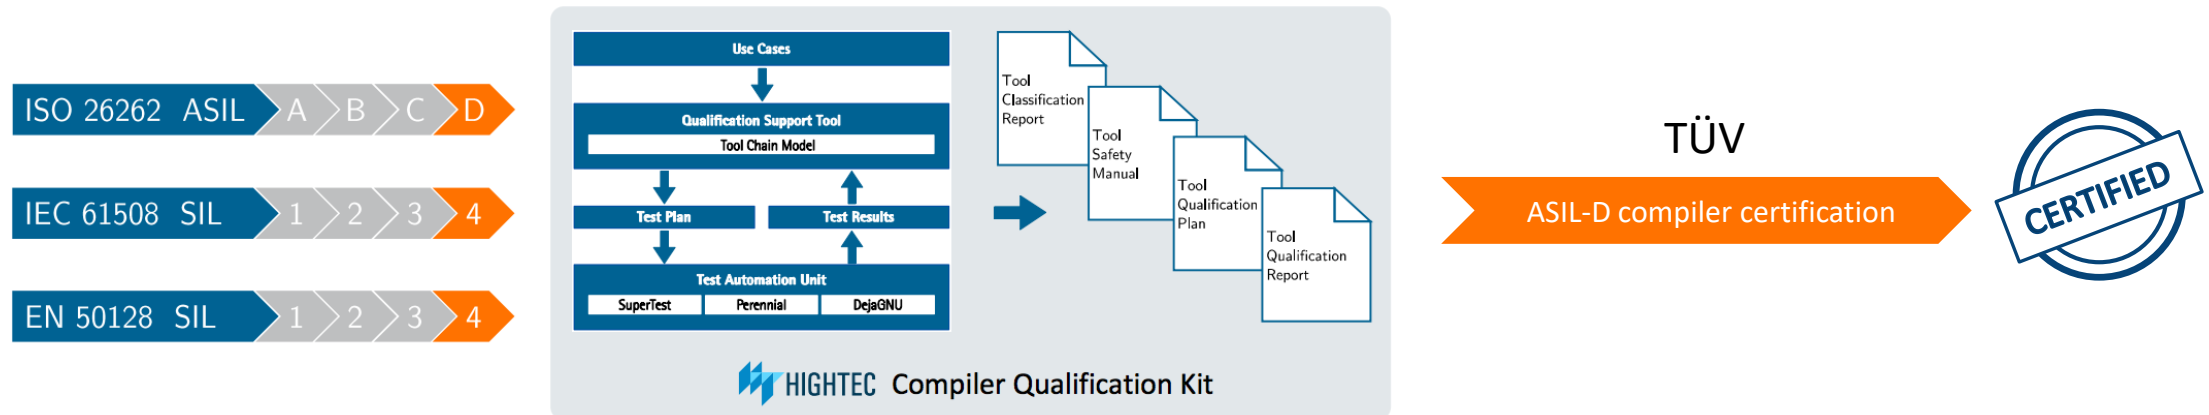 ISO 26262 ASIL A B C D
IEC 61508 SIL 1 2 3 4
EN 50128 SIL 1 2 3 4
Use Cases
Qualification Support Tool
Tool Chain Model
Test Plan
Test Results
Test Automation Unit
SuperTest
Perennial
DejaGNU
Tool
Classification
Report
Tool
Safety
Manual
Tool
Qualification
Plan
Tool
Qualification
Report
HIGHTEC Compiler Qualification Kit
TÜV
ASIL-D compiler certification
CERTIFIED